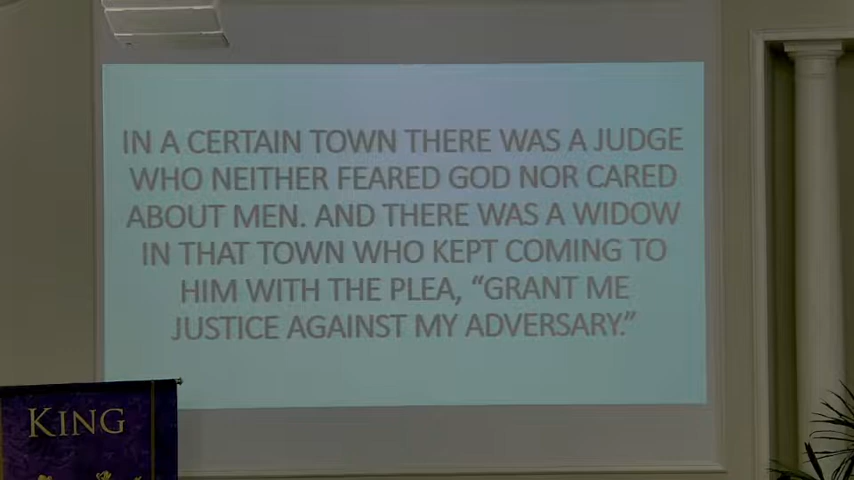 IN A CERTAIN TOWN THERE WAS A JUDGE
WHO NEITHER FEARED GOD NOR CARED
ABOUT MEN. AND THERE WAS A WIDOW
IN THAT TOWN WHO KEPT COMING TO
HIM WITH THE PLEA, “GRANT ME
JUSTICE AGAINST MY ADVERSARY.”
KING